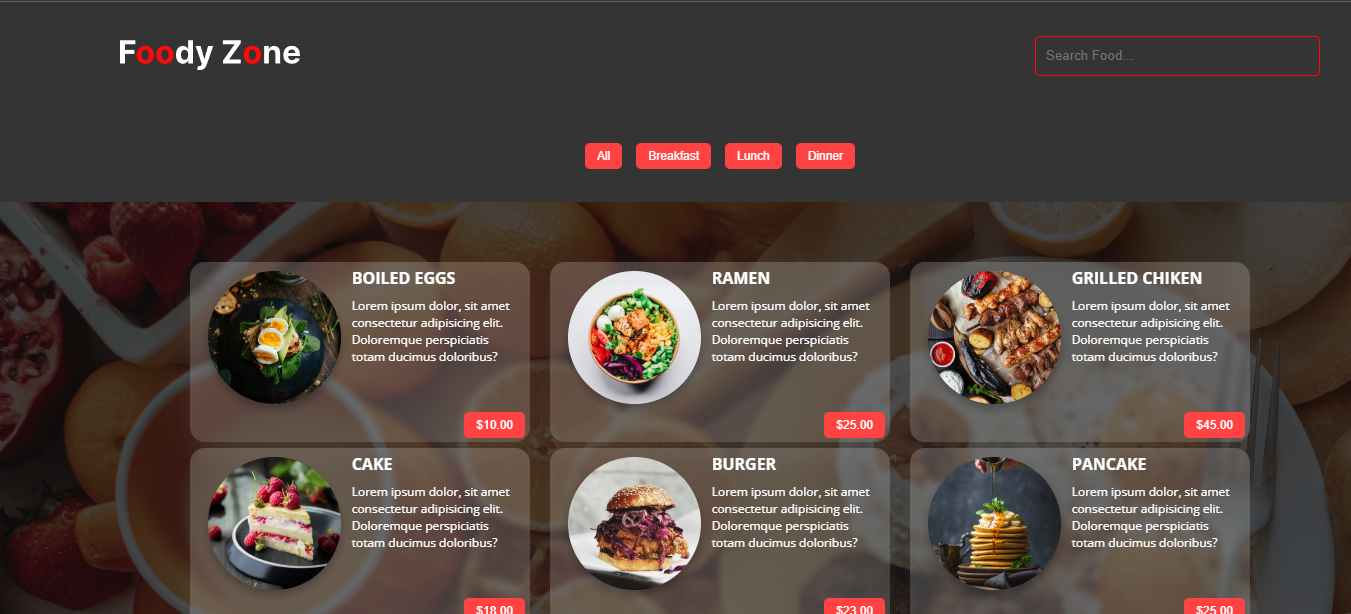 Foody Zone
Search Food...
All
Breakfast
Lunch
Dinner
BOILED EGGS
Lorem ipsum dolor, sit amet
consectetur adipisicing elit.
Doloremque perspiciatis
totam ducimus doloribus?
$10.00
RAMEN
Lorem ipsum dolor, sit amet
consectetur adipisicing elit.
Doloremque perspiciatis
totam ducimus doloribus?
$25.00
GRILLED CHIKEN
Lorem ipsum dolor, sit amet
consectetur adipisicing elit.
Doloremque perspiciatis
totam ducimus doloribus?
$45.00
CAKE
Lorem ipsum dolor, sit amet
consectetur adipisicing elit.
Doloremque perspiciatis
totam ducimus doloribus?
$18.00
BURGER
Lorem ipsum dolor, sit amet
consectetur adipisicing elit.
Doloremque perspiciatis
totam ducimus doloribus?
$23.00
PANCAKE
Lorem ipsum dolor, sit amet
consectetur adipisicing elit.
Doloremque perspiciatis
totam ducimus doloribus?
$25.00